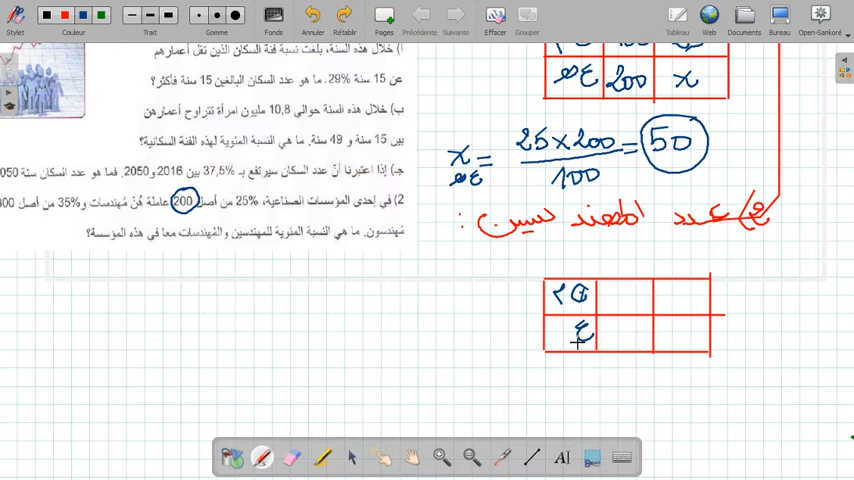 Stylet Couleur Ligne Gomme Fonds Annuler Rétablir Pages Effacer Grouper Tableau Web Documents Bureau Open-Sankoré
أ) خلال هذه السنة، بلغت نسبة فئة السكان الذين تقل أعمارهم
عن 15 سنة 29%. ما هو عدد السكان البالغين 15 سنة فأكثر؟
ب) خلال هذه السنة حوالي 10,8 مليون امرأة تتراوح أعمارهن
بين 15 سنة و 49 سنة. ما هي النسبة المئوية لهذه الفئة السكانية؟
جـ) إذا اعتبرنا أنّ عدد السكان سيرتفع بـ 37,5% بين 2016 و2050. فما هو عدد السكان سنة 050
2) في إحدى المؤسسات الصناعية، 25% من أصل 200 عاملة هُنّ مُهندسات و35% من أصل 300
مُهندسون. ما هي النسبة المئوية للمهندسين والمُهندسات معا في هذه المؤسسة؟
200 x
x = 25 × 200 / 100 = 50
عدد المهندسين :